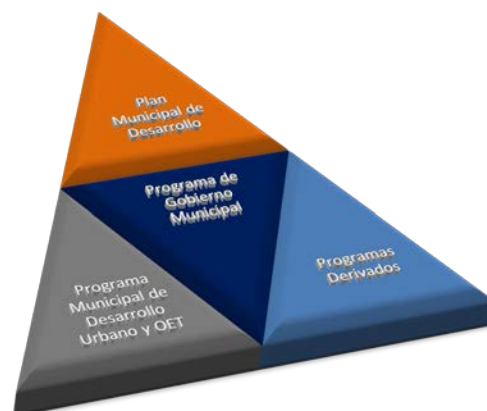 Plan
Municipal de
Desarrollo
Programa de
Gobierno
Municipal
Programa
Municipal de
Desarrollo
Urbano y OET
Programas
Derivados